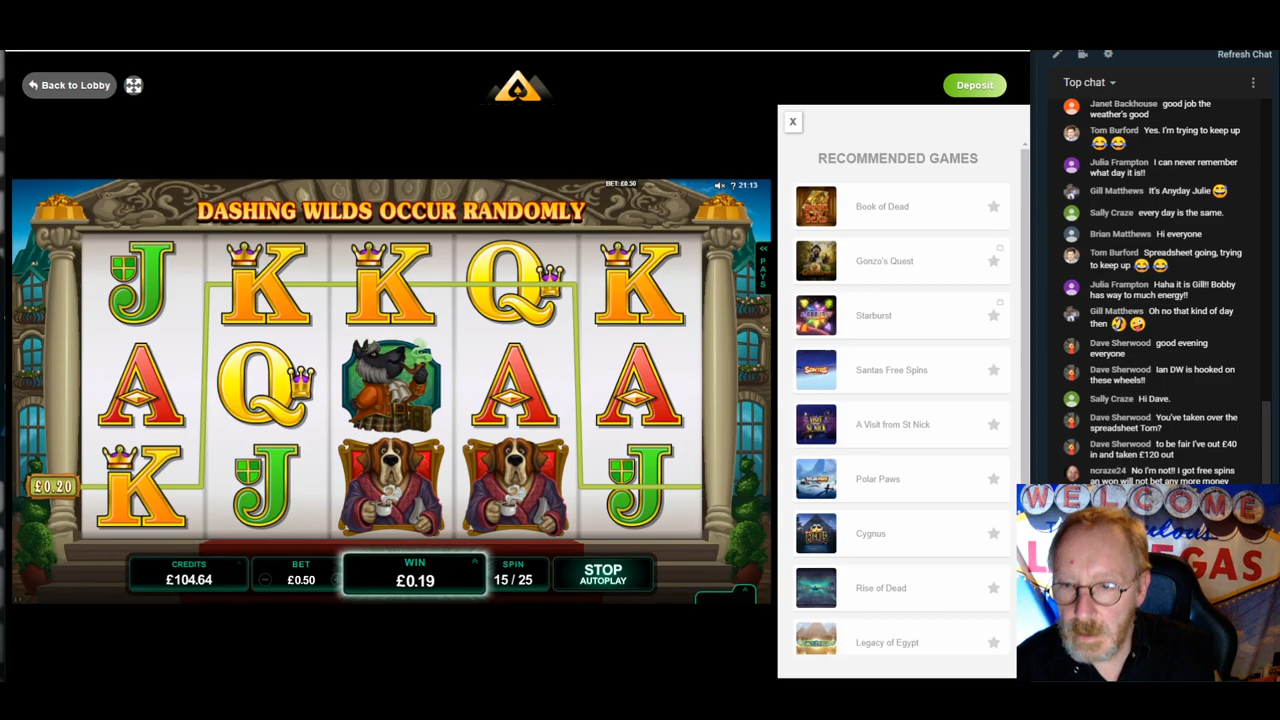 Back to Lobby
Deposit
Refresh Chat
Top chat
X
RECOMMENDED GAMES
Book of Dead
Gonzo's Quest
Starburst
Santas Free Spins
A Visit from St Nick
Polar Paws
Cygnus
Rise of Dead
Legacy of Egypt
BET: £0.50
? 21:13
DASHING WILDS OCCUR RANDOMLY
PAYS
J K K Q K
A Q A A
K J J
£0.20
CREDITS
£104.64
BET
£0.50
WIN
£0.19
SPIN
15 / 25
STOP
AUTOPLAY
Janet Backhouse good job the
weather's good
Tom Burford Yes. I'm trying to keep up
😂 😂
Julia Frampton I can never remember
what day it is!!
Gill Matthews It's Anyday Julie 😅
Sally Craze every day is the same.
Brian Matthews Hi everyone
Tom Burford Spreadsheet going, trying
to keep up 😂 😂
Julia Frampton Haha it is Gill!! Bobby
has way to much energy!!
Gill Matthews Oh no that kind of day
then 🤣 🤪
Dave Sherwood good evening
everyone
Dave Sherwood Ian DW is hooked on
these wheels!!
Sally Craze Hi Dave.
Dave Sherwood You've taken over the
spreadsheet Tom?
Dave Sherwood to be fair I've out £40
in and taken £120 out
ncraze24 No I'm not!! I got free spins
an won will not bet any more money
WELCOME
VEGAS